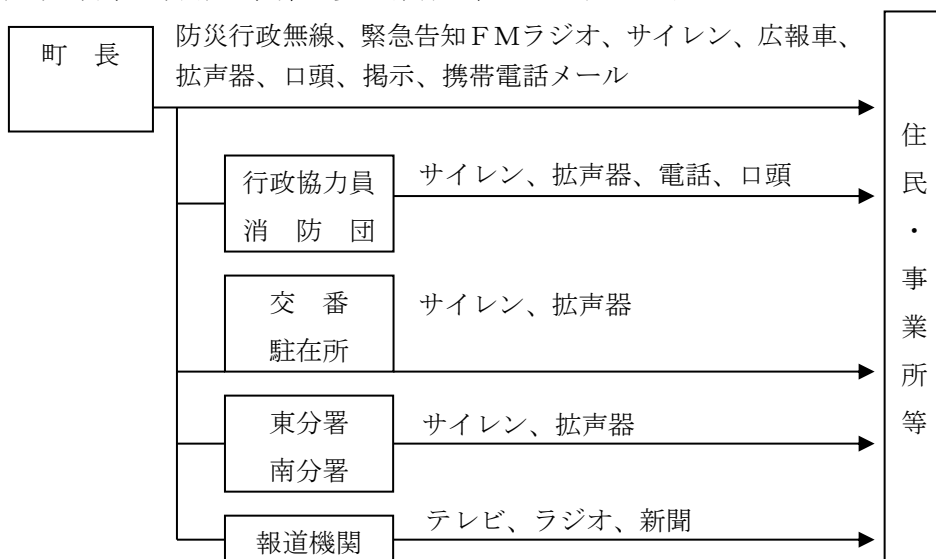 町　長
防災行政無線、緊急告知ＦＭラジオ、サイレン、広報車、
拡声器、口頭、掲示、携帯電話メール
行政協力員
消　防　団
サイレン、拡声器、電話、口頭
交　番
駐在所
サイレン、拡声器
東分署
南分署
サイレン、拡声器
報道機関
テレビ、ラジオ、新聞
住民・事業所等